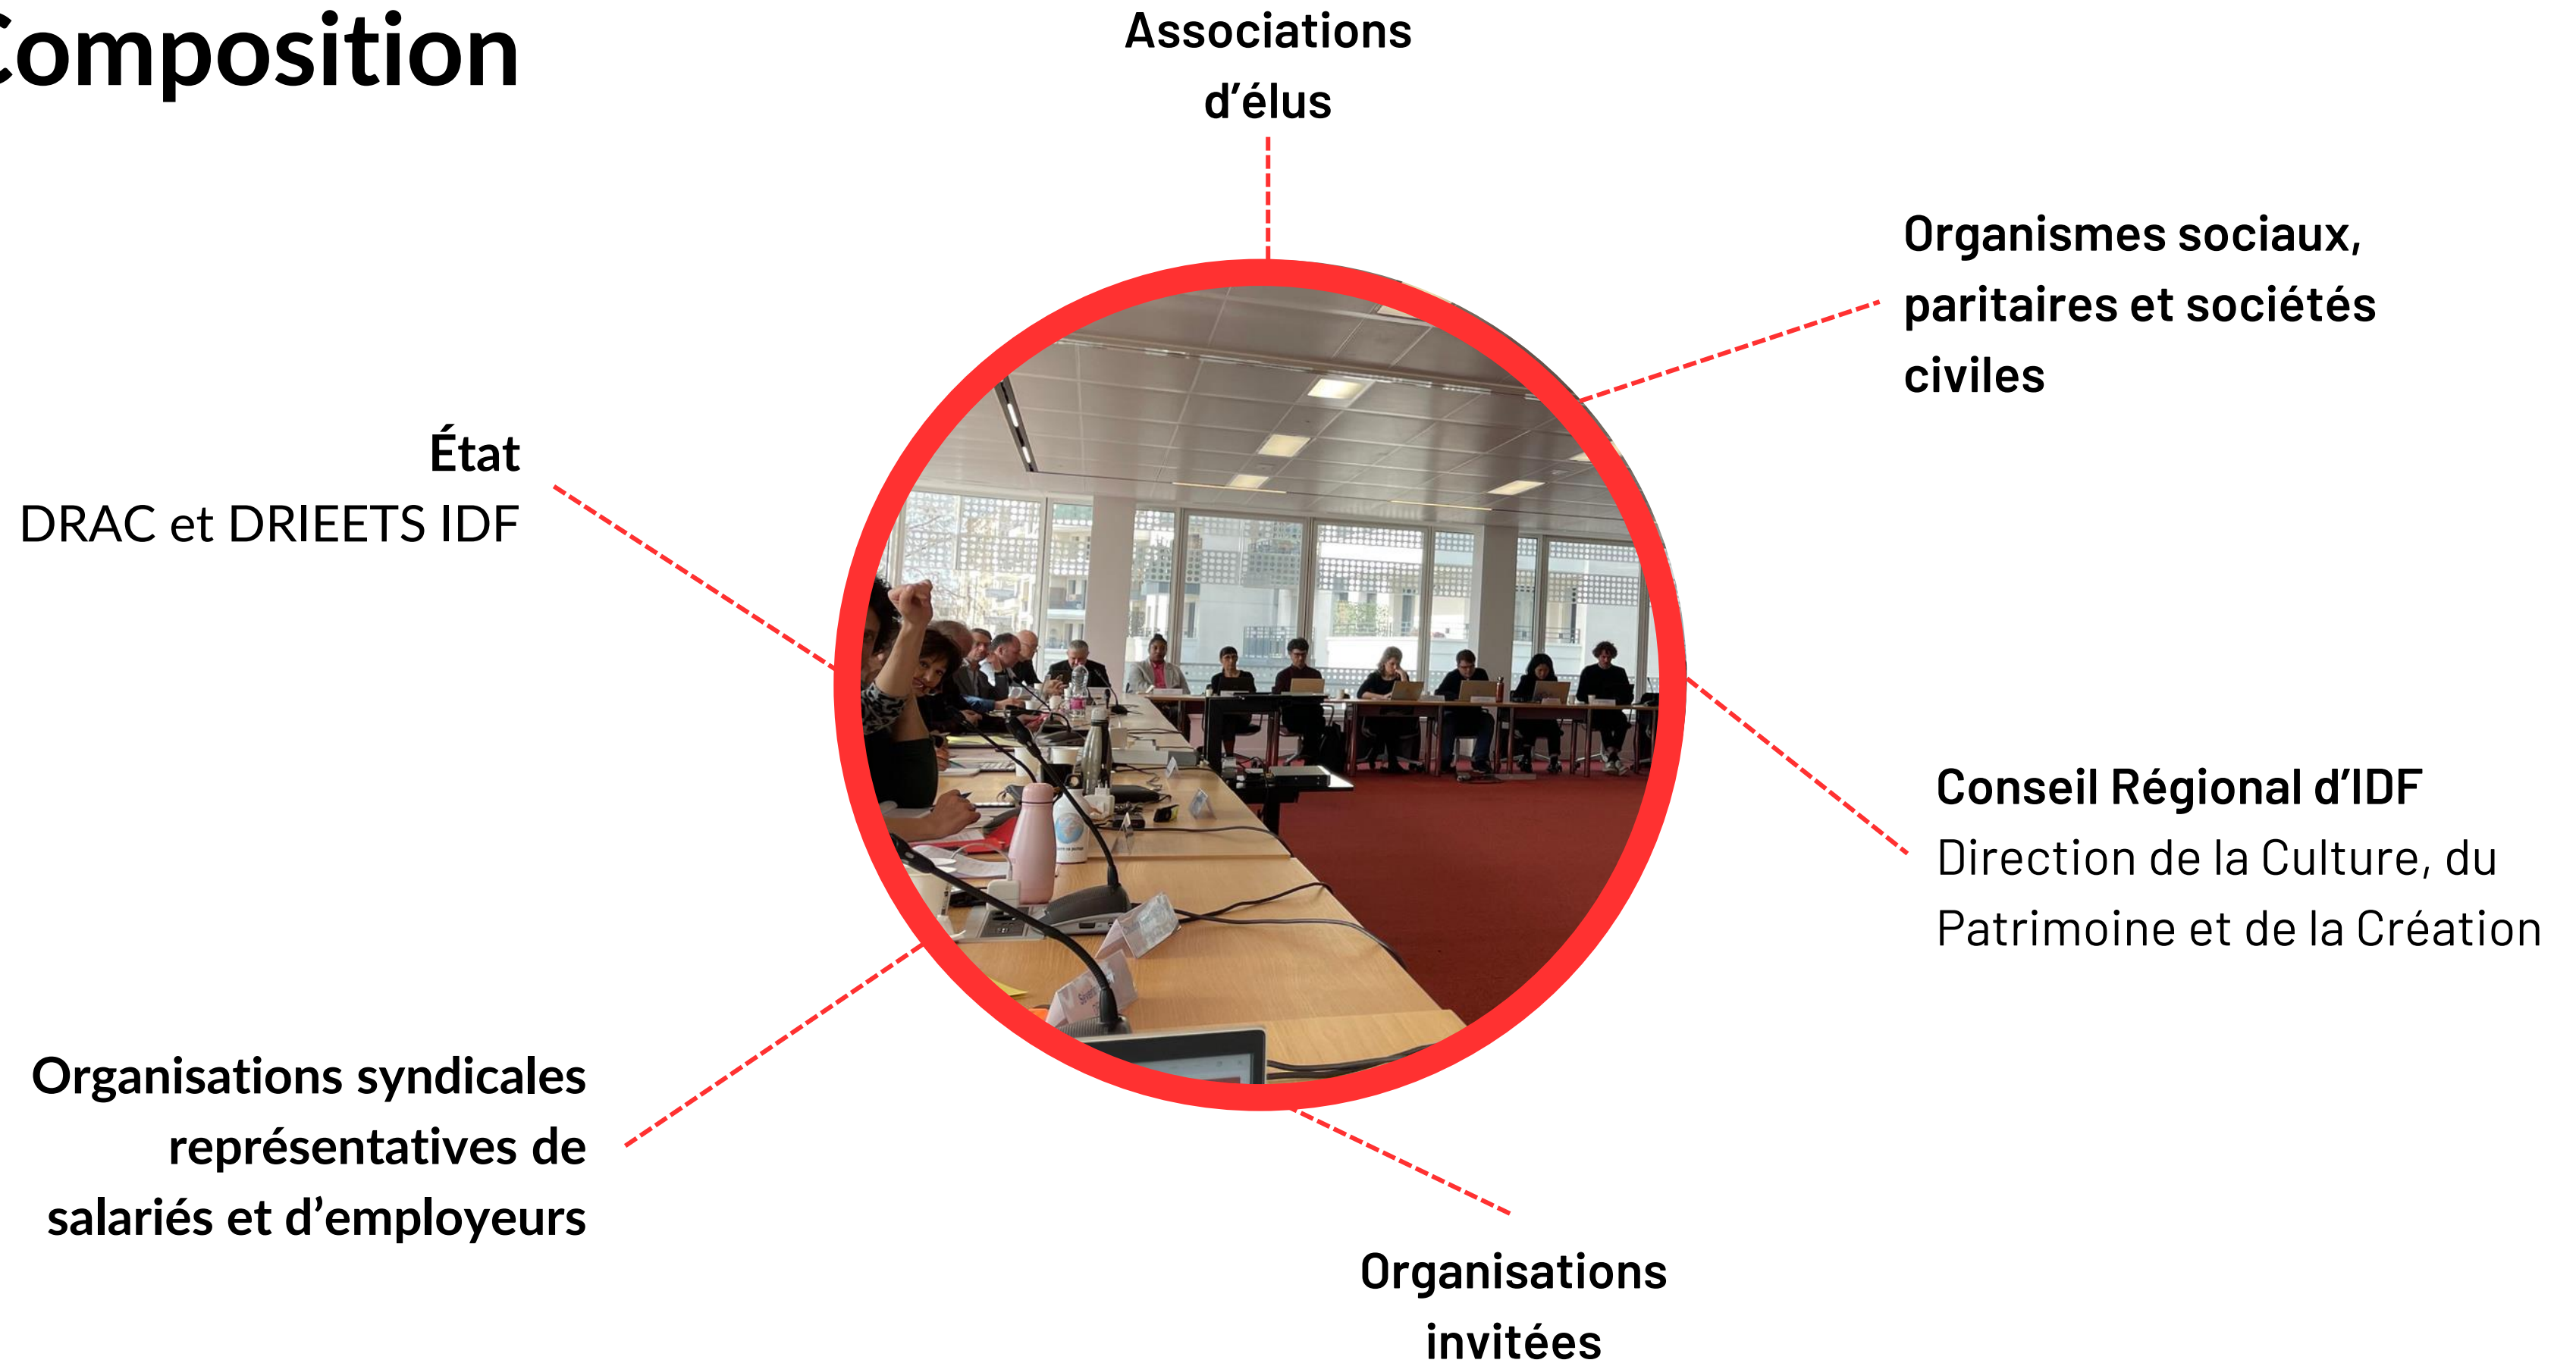 Composition
Associations
d'élus
Organismes sociaux,
paritaires et sociétés
civiles
État
DRAC et DRIEETS IDF
Conseil Régional d'IDF
Direction de la Culture, du
Patrimoine et de la Création
Organisations syndicales
représentatives de
salariés et d'employeurs
Organisations
invitées